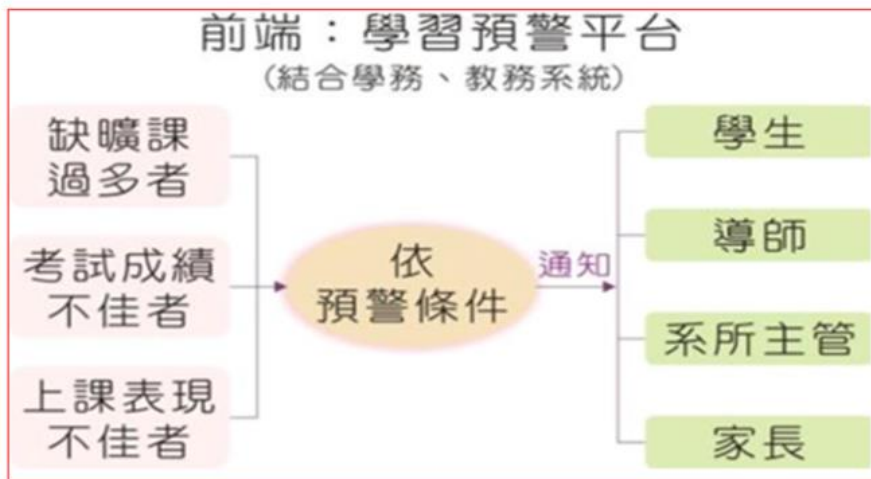 前端：學習預警平台
(結合學務、教務系統)
缺曠課
過多者
考試成績
不佳者
上課表現
不佳者
依
預警條件
通知
學生
導師
系所主管
家長